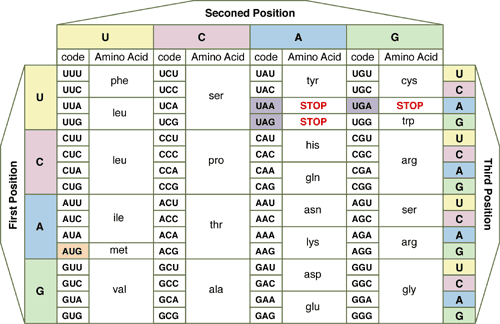 Seconed Position
U C A G
code Amino Acid code Amino Acid code Amino Acid code Amino Acid
First Position
Third Position
U
UUU phe UCU ser UAU tyr UGU cys U
UUC UCC UAC UGC C
UUA leu UCA UAA STOP UGA STOP A
UUG UCG UAG STOP UGG trp G
C
CUU leu CCU pro CAU his CGU arg U
CUC CCC CAC CGC C
CUA CCA CAA gln CGA A
CUG CCG CAG CGG G
A
AUU ile ACU thr AAU asn AGU ser U
AUC ACC AAC AGC C
AUA ACA AAA lys AGA arg A
AUG met ACG AAG AGG G
G
GUU val GCU ala GAU asp GGU gly U
GUC GCC GAC GGC C
GUA GCA GAA glu GGA A
GUG GCG GAG GGG G